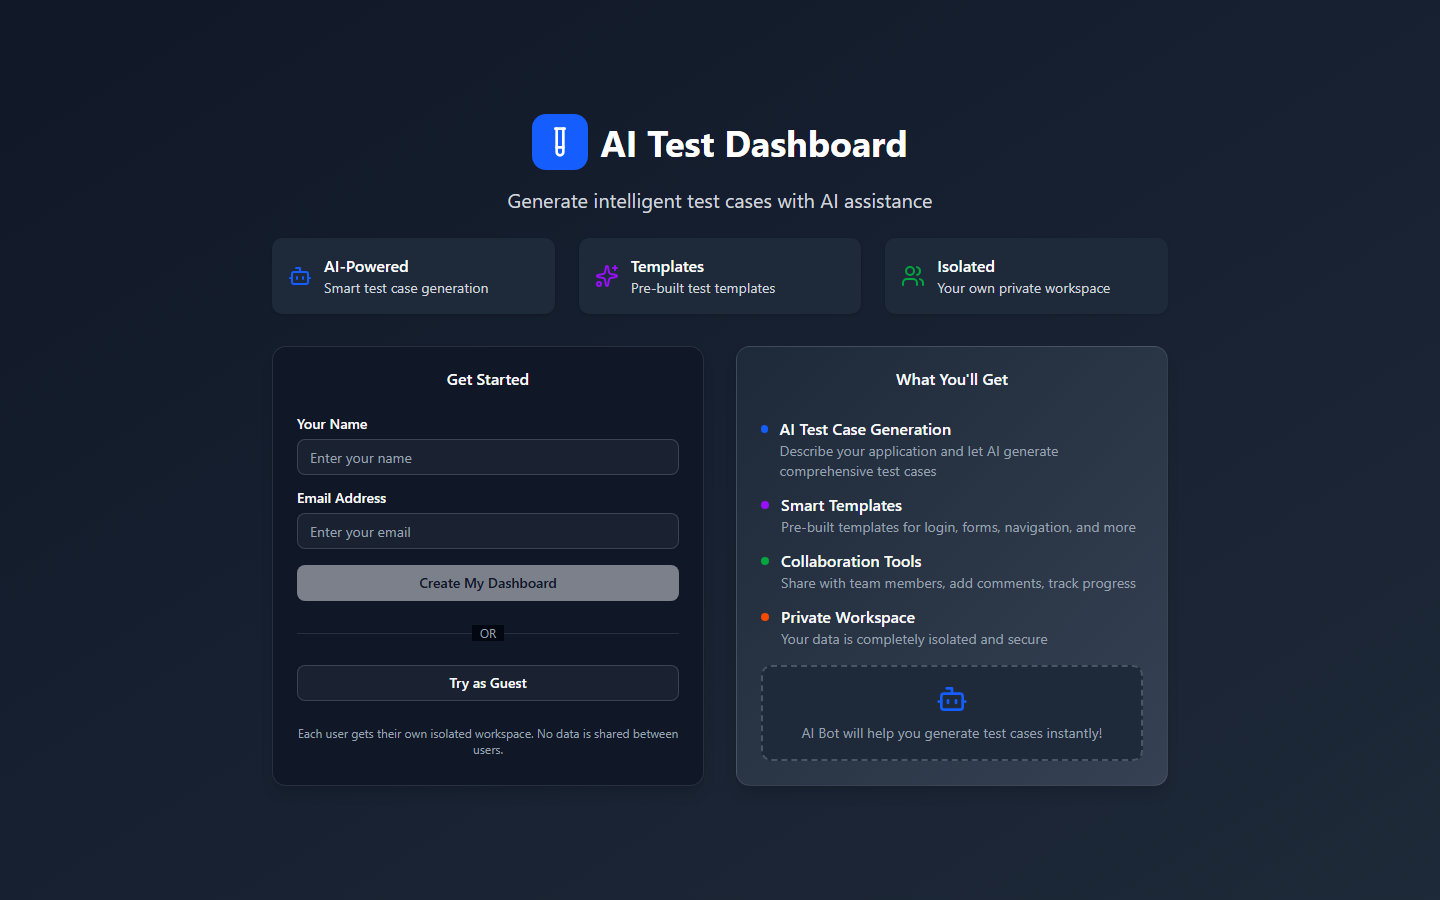 AI Test Dashboard
Generate intelligent test cases with AI assistance
AI-Powered
Smart test case generation
Templates
Pre-built test templates
Isolated
Your own private workspace
Get Started
Your Name
Enter your name
Email Address
Enter your email
Create My Dashboard
OR
Try as Guest
Each user gets their own isolated workspace. No data is shared between
users.
What You'll Get
AI Test Case Generation
Describe your application and let AI generate
comprehensive test cases
Smart Templates
Pre-built templates for login, forms, navigation, and more
Collaboration Tools
Share with team members, add comments, track progress
Private Workspace
Your data is completely isolated and secure
AI Bot will help you generate test cases instantly!